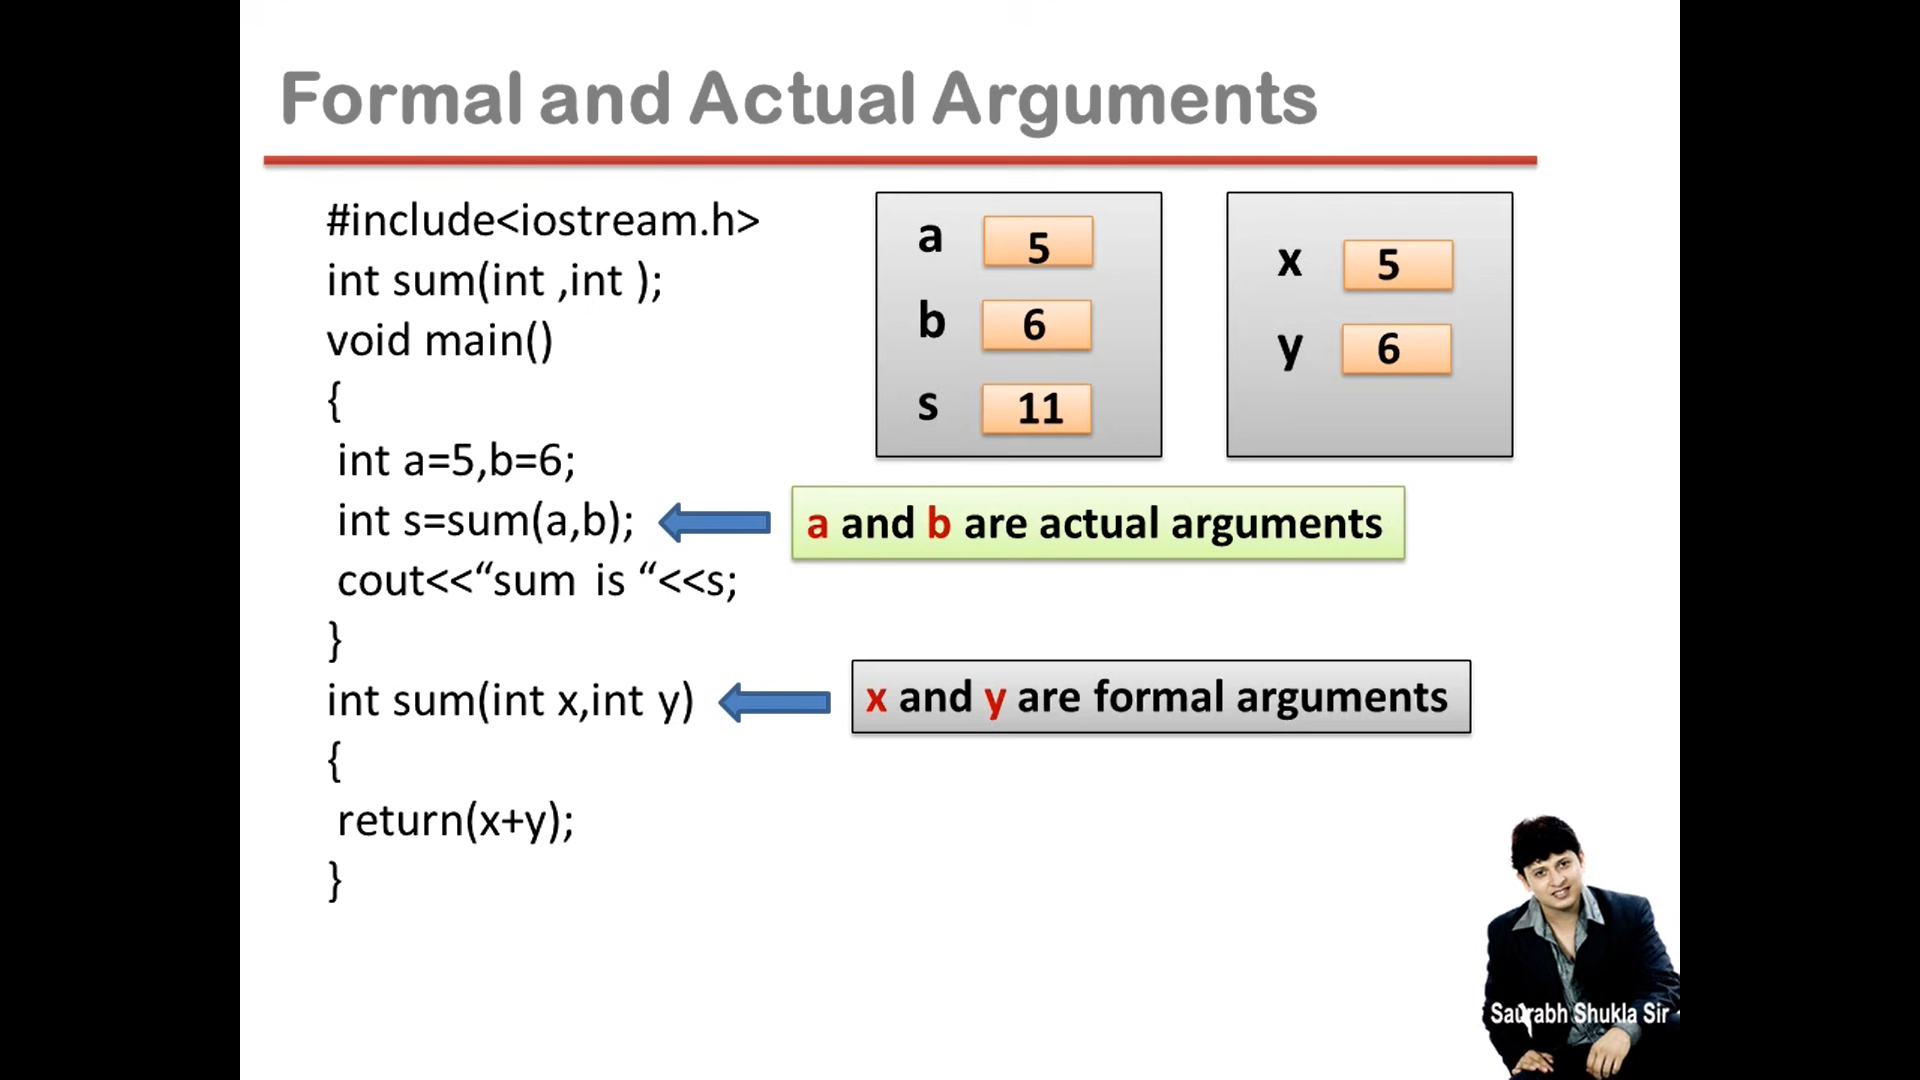 Formal and Actual Arguments
#include<iostream.h>
int sum(int ,int );
void main()
{
int a=5,b=6;
int s=sum(a,b);
cout<<“sum is “<<s;
}
int sum(int x,int y)
{
return(x+y);
}
a 5
b 6
s 11
x 5
y 6
a and b are actual arguments
x and y are formal arguments
Saurabh Shukla Sir